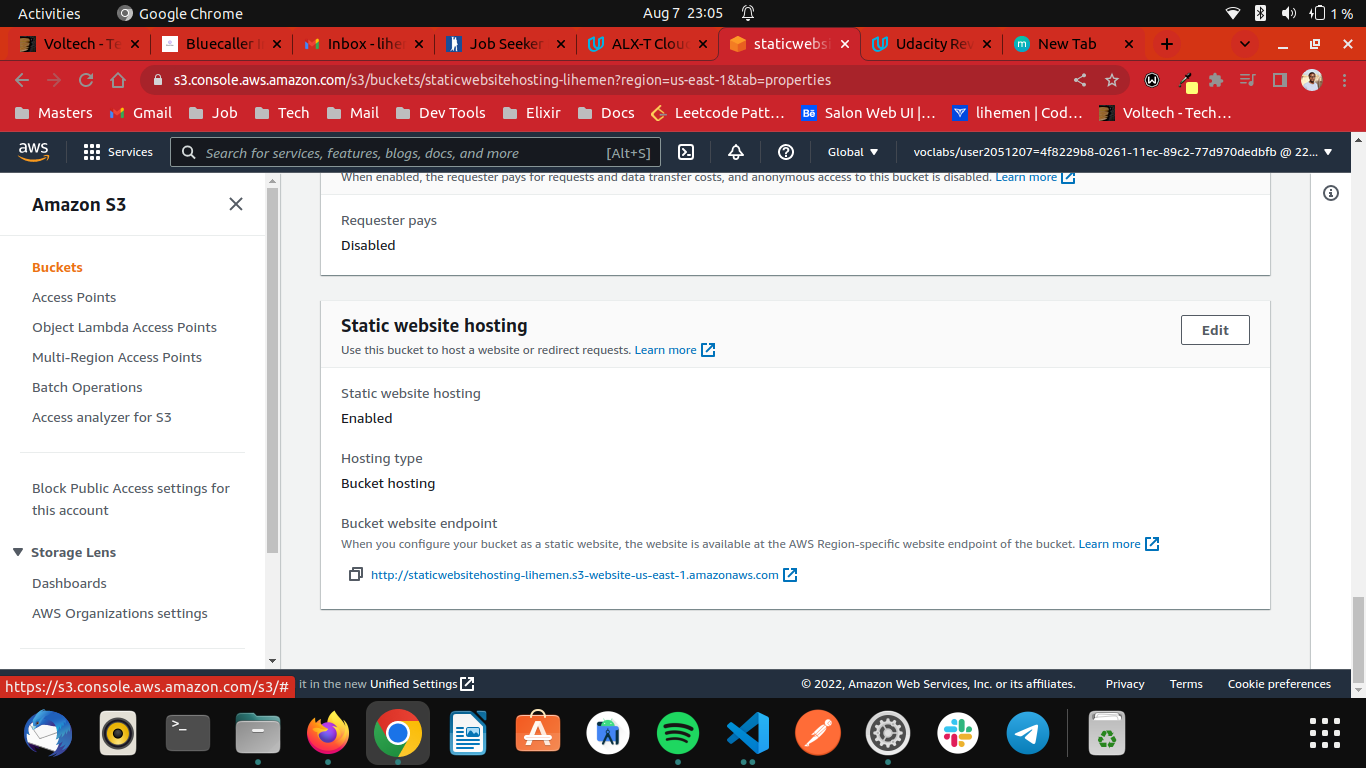 Activities
Google Chrome
Aug 7 23:05
1 %
Voltech - Te
Bluecaller
Inbox - lihe
Job Seeker
ALX-T Clou
staticwebs
Udacity Rev
New Tab
s3.console.aws.amazon.com/s3/buckets/staticwebsitehosting-lihemen?region=us-east-1&tab=properties
Masters
Gmail
Job
Tech
Mail
Dev Tools
Elixir
Docs
Leetcode Patt...
Salon Web UI |...
lihemen | Cod...
Voltech - Tech...
aws
Services
Search for services, features, blogs, docs, and more
[Alt+S]
Global
voclabs/user2051207=4f8229b8-0261-11ec-89c2-77d970dedbfb @ 22...
Amazon S3
Buckets
Access Points
Object Lambda Access Points
Multi-Region Access Points
Batch Operations
Access analyzer for S3
Block Public Access settings for
this account
Storage Lens
Dashboards
AWS Organizations settings
When enabled, the requester pays for requests and data transfer costs, and anonymous access to this bucket is disabled. Learn more
Requester pays
Disabled
Static website hosting
Edit
Use this bucket to host a website or redirect requests. Learn more
Static website hosting
Enabled
Hosting type
Bucket hosting
Bucket website endpoint
When you configure your bucket as a static website, the website is available at the AWS Region-specific website endpoint of the bucket. Learn more
http://staticwebsitehosting-lihemen.s3-website-us-east-1.amazonaws.com
https://s3.console.aws.amazon.com/s3/#
it in the new Unified Settings
© 2022, Amazon Web Services, Inc. or its affiliates.
Privacy
Terms
Cookie preferences